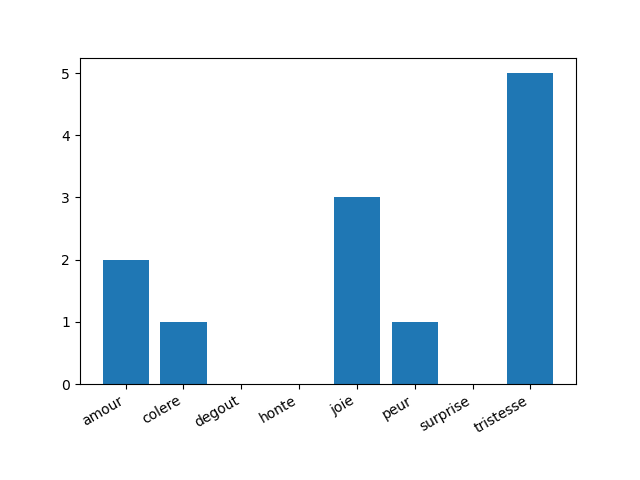 5
4
3
2
1
0
amour
colere
degout
honte
joie
peur
surprise
tristesse